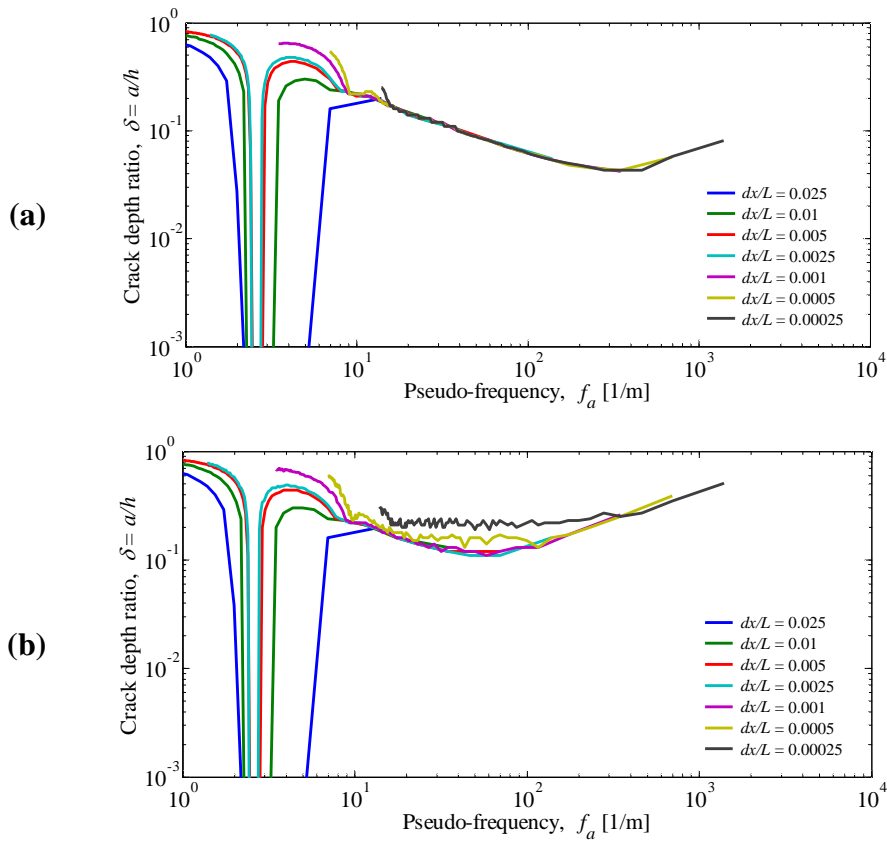 (a)
Crack depth ratio, δ = a/h
10^0
10^-1
10^-2
10^-3
dx/L = 0.025
dx/L = 0.01
dx/L = 0.005
dx/L = 0.0025
dx/L = 0.001
dx/L = 0.0005
dx/L = 0.00025
10^0 10^1 10^2 10^3 10^4
Pseudo-frequency, f_a [1/m]
(b)
Crack depth ratio, δ = a/h
10^0
10^-1
10^-2
10^-3
dx/L = 0.025
dx/L = 0.01
dx/L = 0.005
dx/L = 0.0025
dx/L = 0.001
dx/L = 0.0005
dx/L = 0.00025
10^0 10^1 10^2 10^3 10^4
Pseudo-frequency, f_a [1/m]